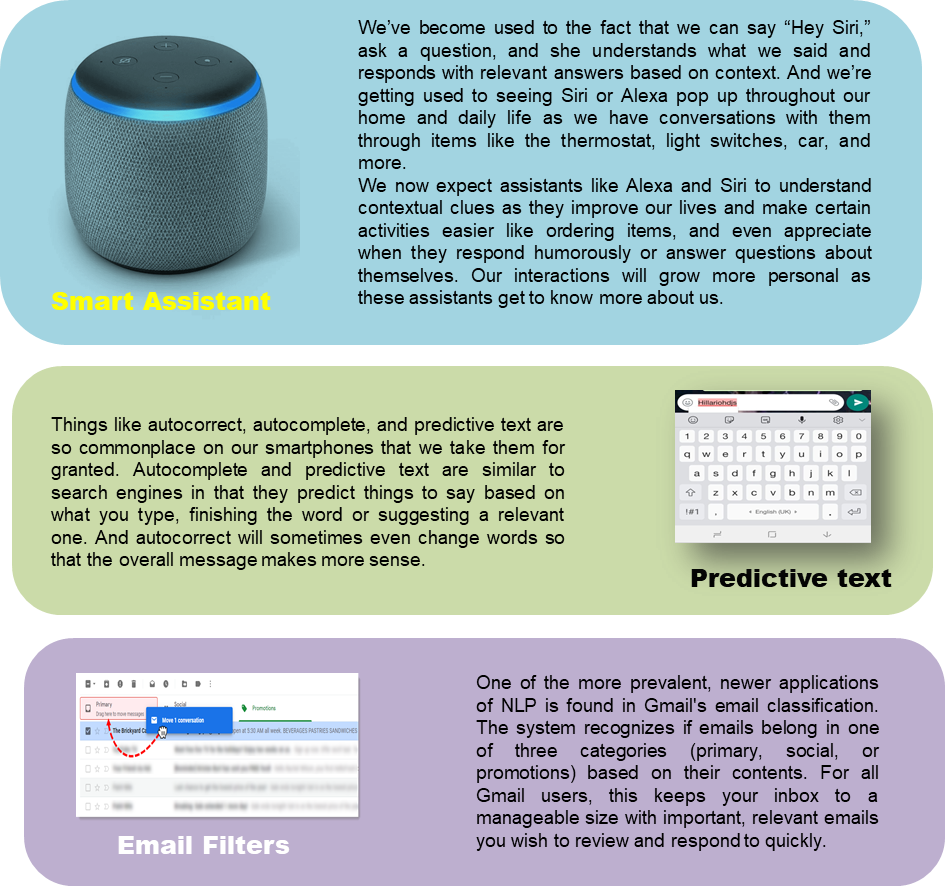 We’ve become used to the fact that we can say “Hey Siri,”
ask a question, and she understands what we said and
responds with relevant answers based on context. And we’re
getting used to seeing Siri or Alexa pop up throughout our
home and daily life as we have conversations with them
through items like the thermostat, light switches, car, and
more.
We now expect assistants like Alexa and Siri to understand
contextual clues as they improve our lives and make certain
activities easier like ordering items, and even appreciate
when they respond humorously or answer questions about
themselves. Our interactions will grow more personal as
these assistants get to know more about us.
Smart Assistant
Things like autocorrect, autocomplete, and predictive text are
so commonplace on our smartphones that we take them for
granted. Autocomplete and predictive text are similar to
search engines in that they predict things to say based on
what you type, finishing the word or suggesting a relevant
one. And autocorrect will sometimes even change words so
that the overall message makes more sense.
Hillariohdjs
1 2 3 4 5 6 7 8 9 0
q w e r t y u i o p
a s d f g h j k l
z x c v b n m
!#1 , English (UK) .
Predictive text
Primary
Drag here to move messages
Social
Promotions
Move 1 conversation
The Brickyard
open at 5:30 AM all week. BEVERAGES PASTRIES SANDWICHES
Email Filters
One of the more prevalent, newer applications
of NLP is found in Gmail's email classification.
The system recognizes if emails belong in one
of three categories (primary, social, or
promotions) based on their contents. For all
Gmail users, this keeps your inbox to a
manageable size with important, relevant emails
you wish to review and respond to quickly.